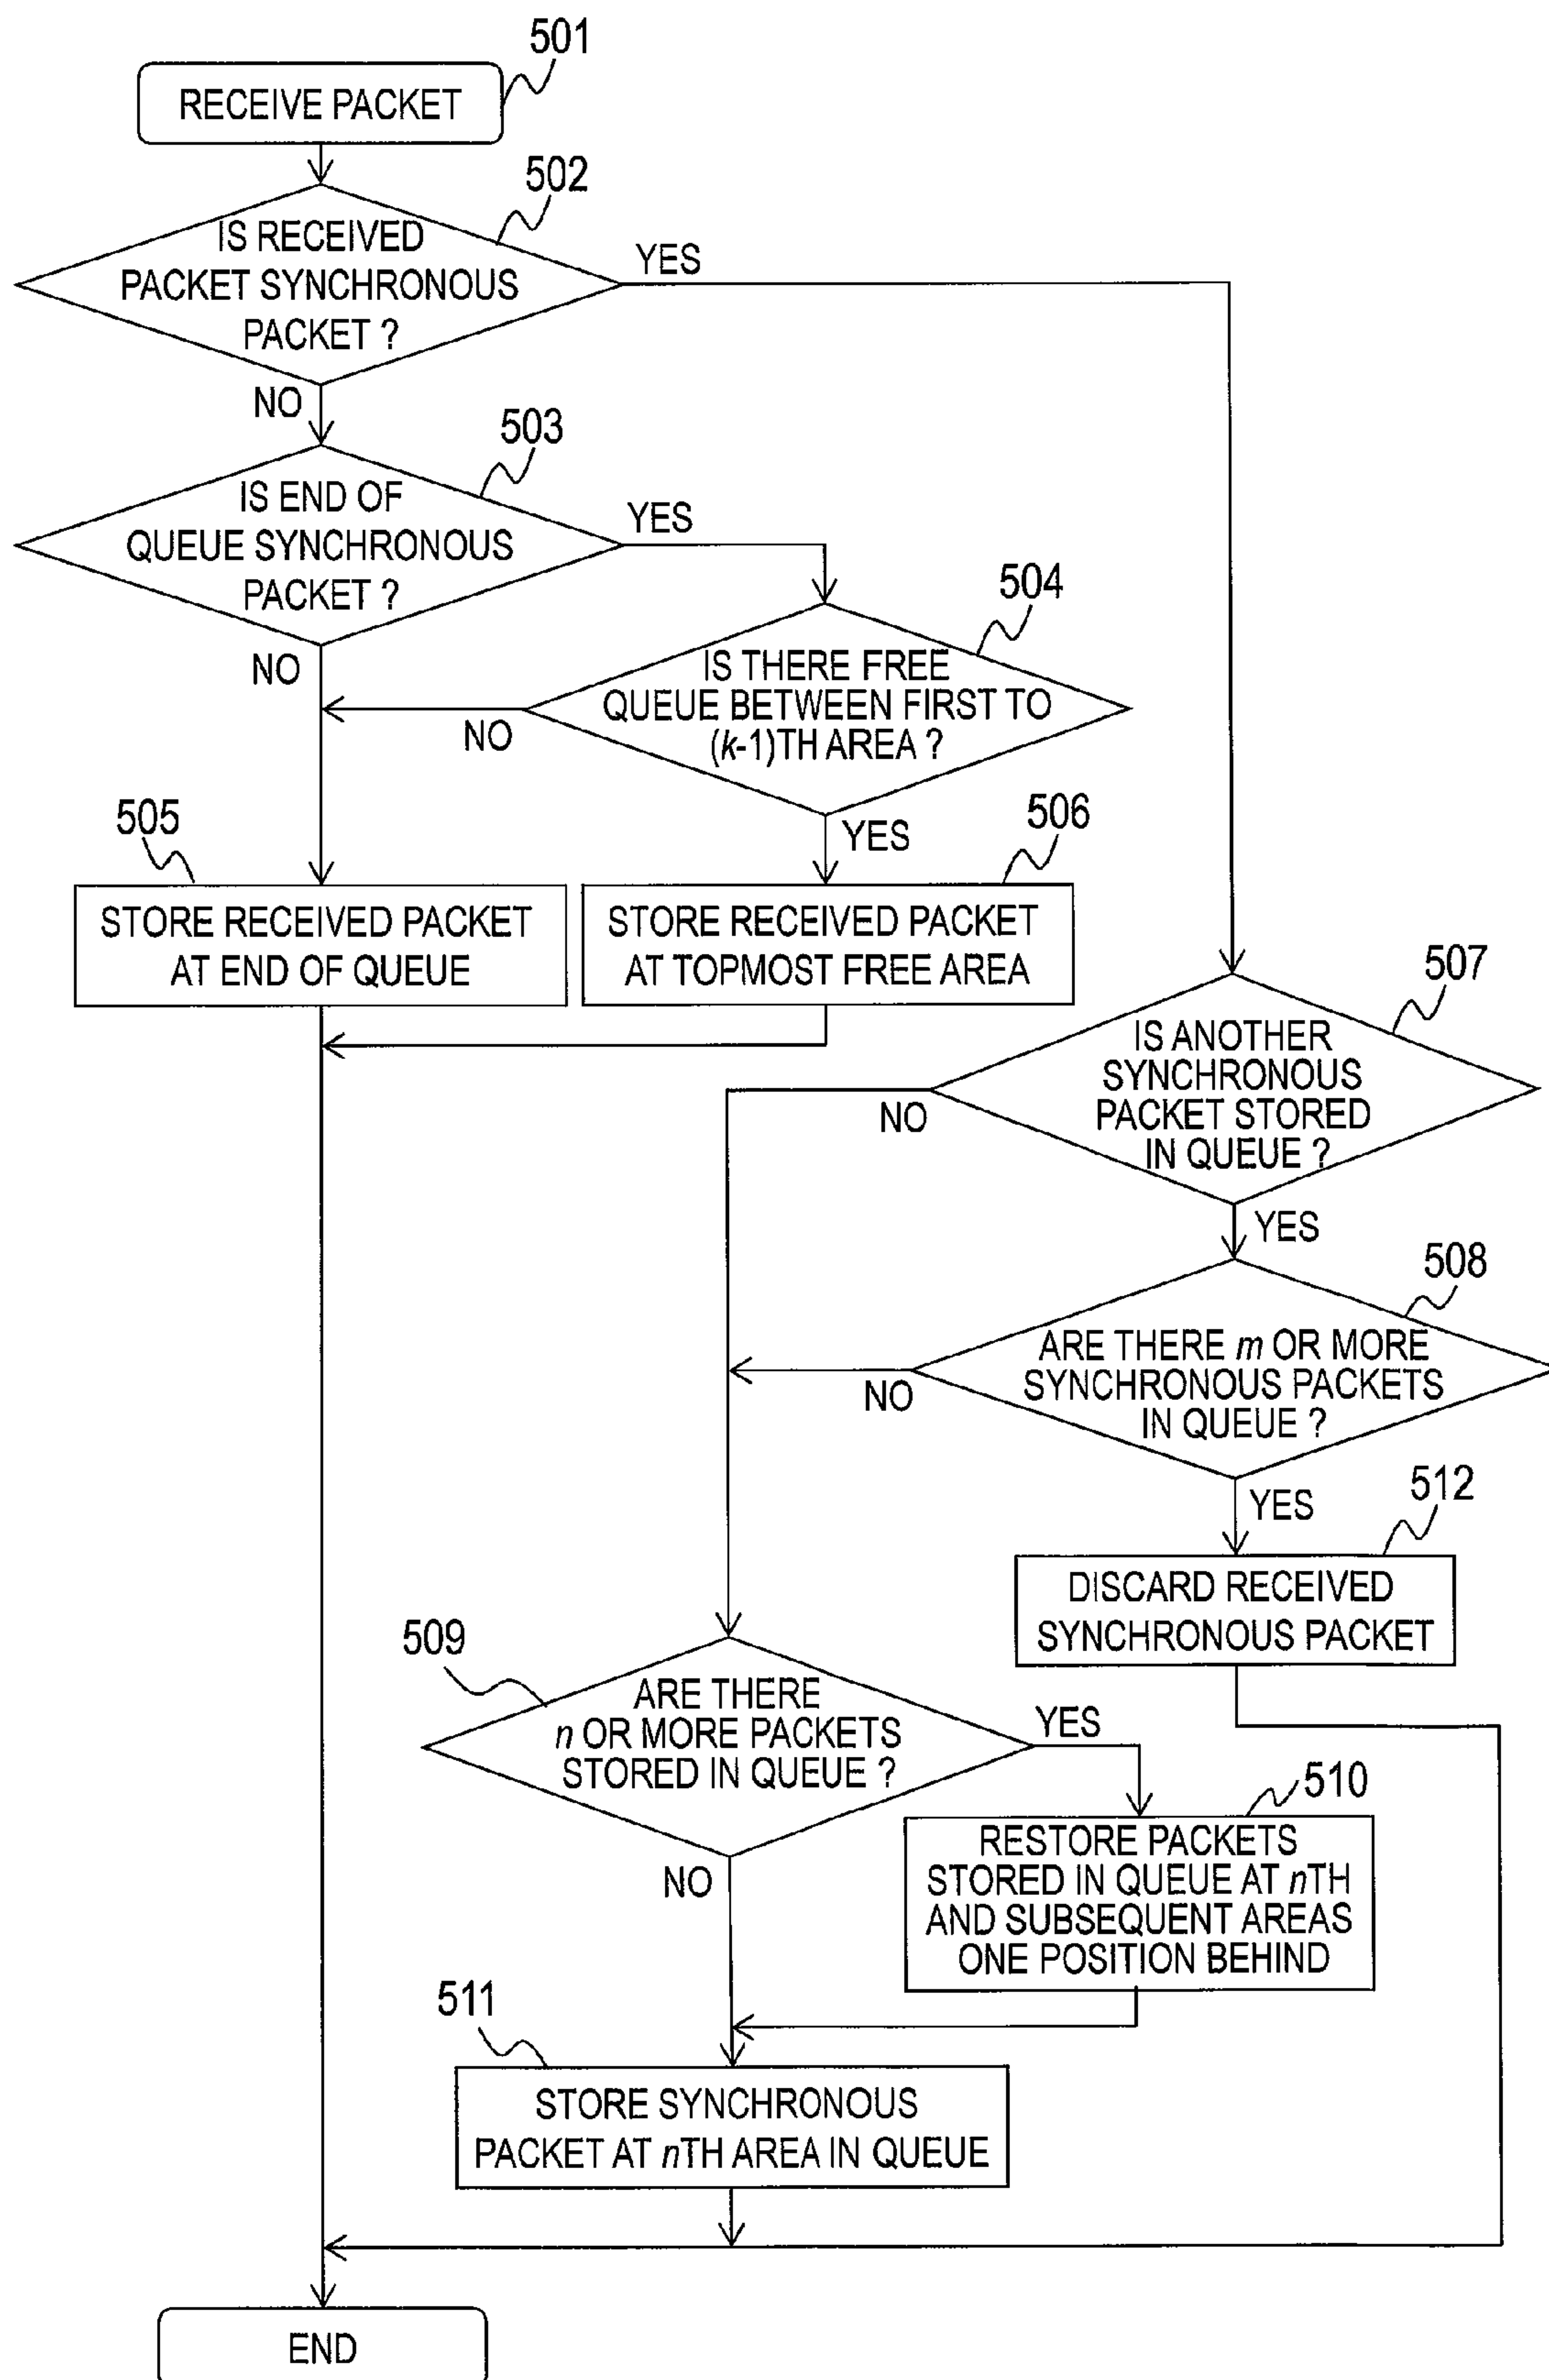 501
RECEIVE PACKET
502
IS RECEIVED
PACKET SYNCHRONOUS
PACKET ?
YES
NO
503
IS END OF
QUEUE SYNCHRONOUS
PACKET ?
YES
NO
504
IS THERE FREE
QUEUE BETWEEN FIRST TO
(k-1)TH AREA ?
NO
YES
505
STORE RECEIVED PACKET
AT END OF QUEUE
506
STORE RECEIVED PACKET
AT TOPMOST FREE AREA
507
IS ANOTHER
SYNCHRONOUS
PACKET STORED
IN QUEUE ?
NO
YES
508
ARE THERE m OR MORE
SYNCHRONOUS PACKETS
IN QUEUE ?
NO
YES
512
DISCARD RECEIVED
SYNCHRONOUS PACKET
509
ARE THERE
n OR MORE PACKETS
STORED IN QUEUE ?
YES
NO
510
RESTORE PACKETS
STORED IN QUEUE AT nTH
AND SUBSEQUENT AREAS
ONE POSITION BEHIND
511
STORE SYNCHRONOUS
PACKET AT nTH AREA IN QUEUE
END